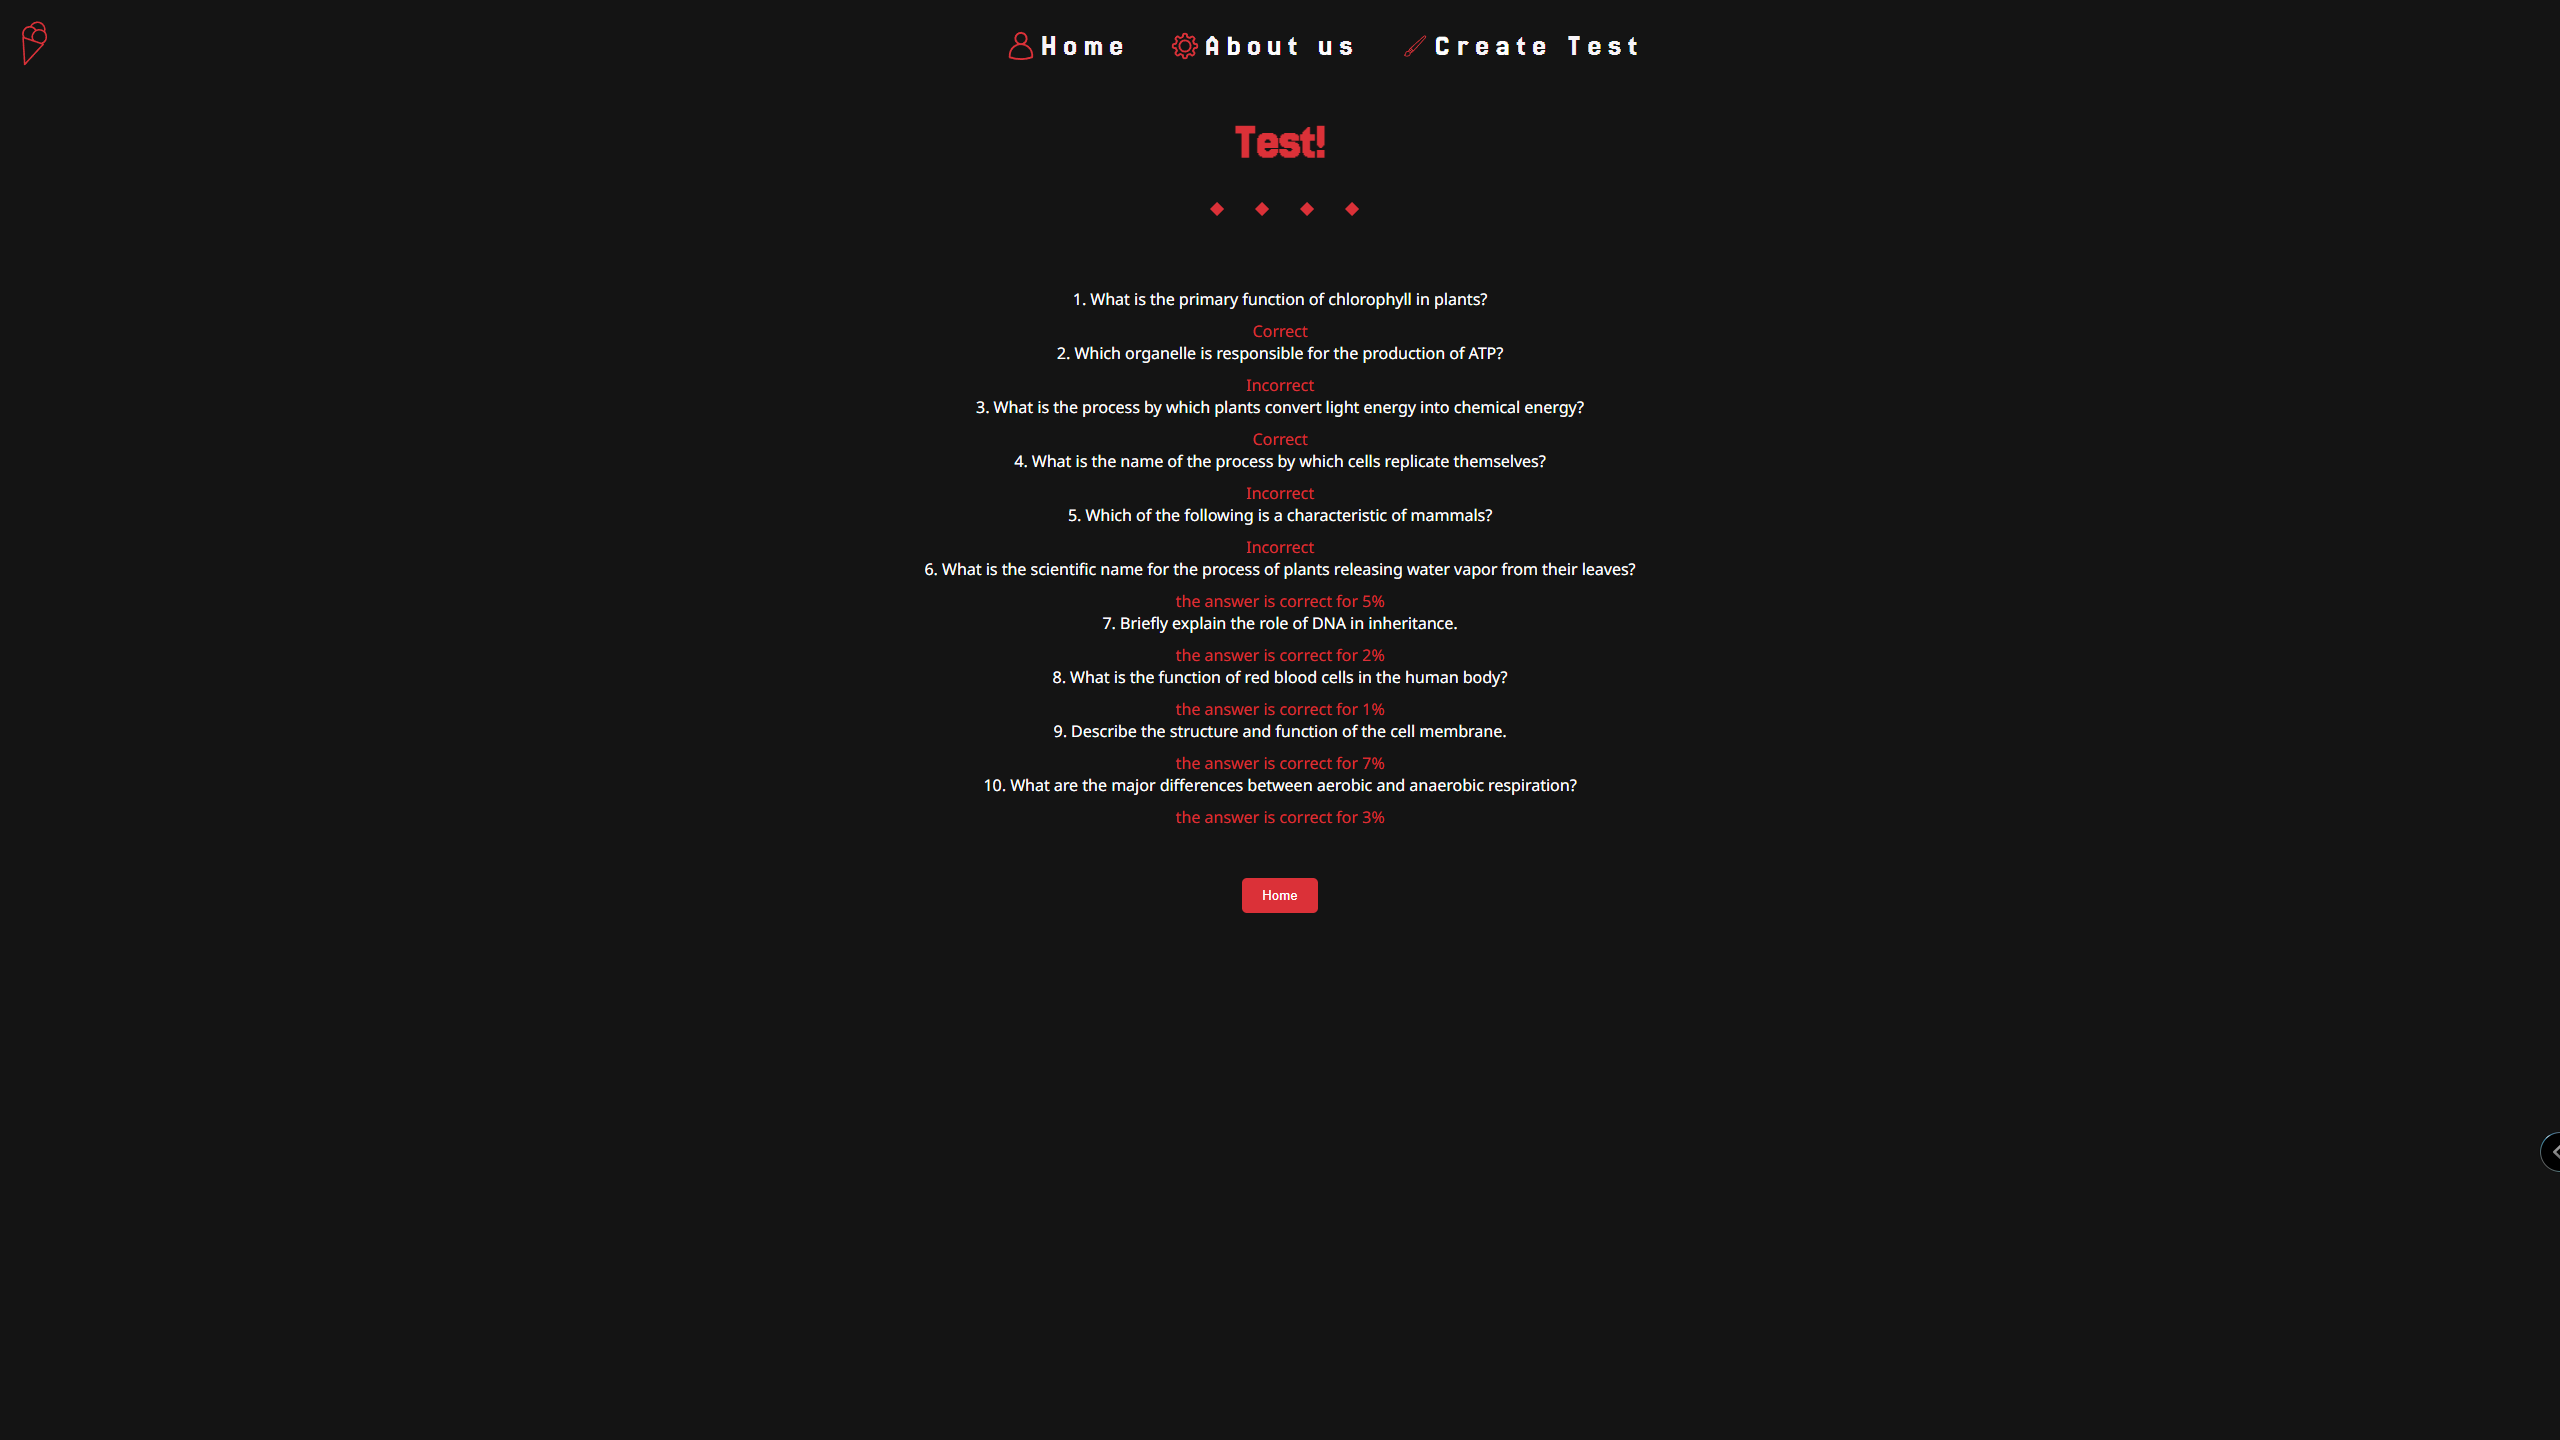 Home About us Create Test
Test!
1. What is the primary function of chlorophyll in plants?
Correct
2. Which organelle is responsible for the production of ATP?
Incorrect
3. What is the process by which plants convert light energy into chemical energy?
Correct
4. What is the name of the process by which cells replicate themselves?
Incorrect
5. Which of the following is a characteristic of mammals?
Incorrect
6. What is the scientific name for the process of plants releasing water vapor from their leaves?
the answer is correct for 5%
7. Briefly explain the role of DNA in inheritance.
the answer is correct for 2%
8. What is the function of red blood cells in the human body?
the answer is correct for 1%
9. Describe the structure and function of the cell membrane.
the answer is correct for 7%
10. What are the major differences between aerobic and anaerobic respiration?
the answer is correct for 3%
Home